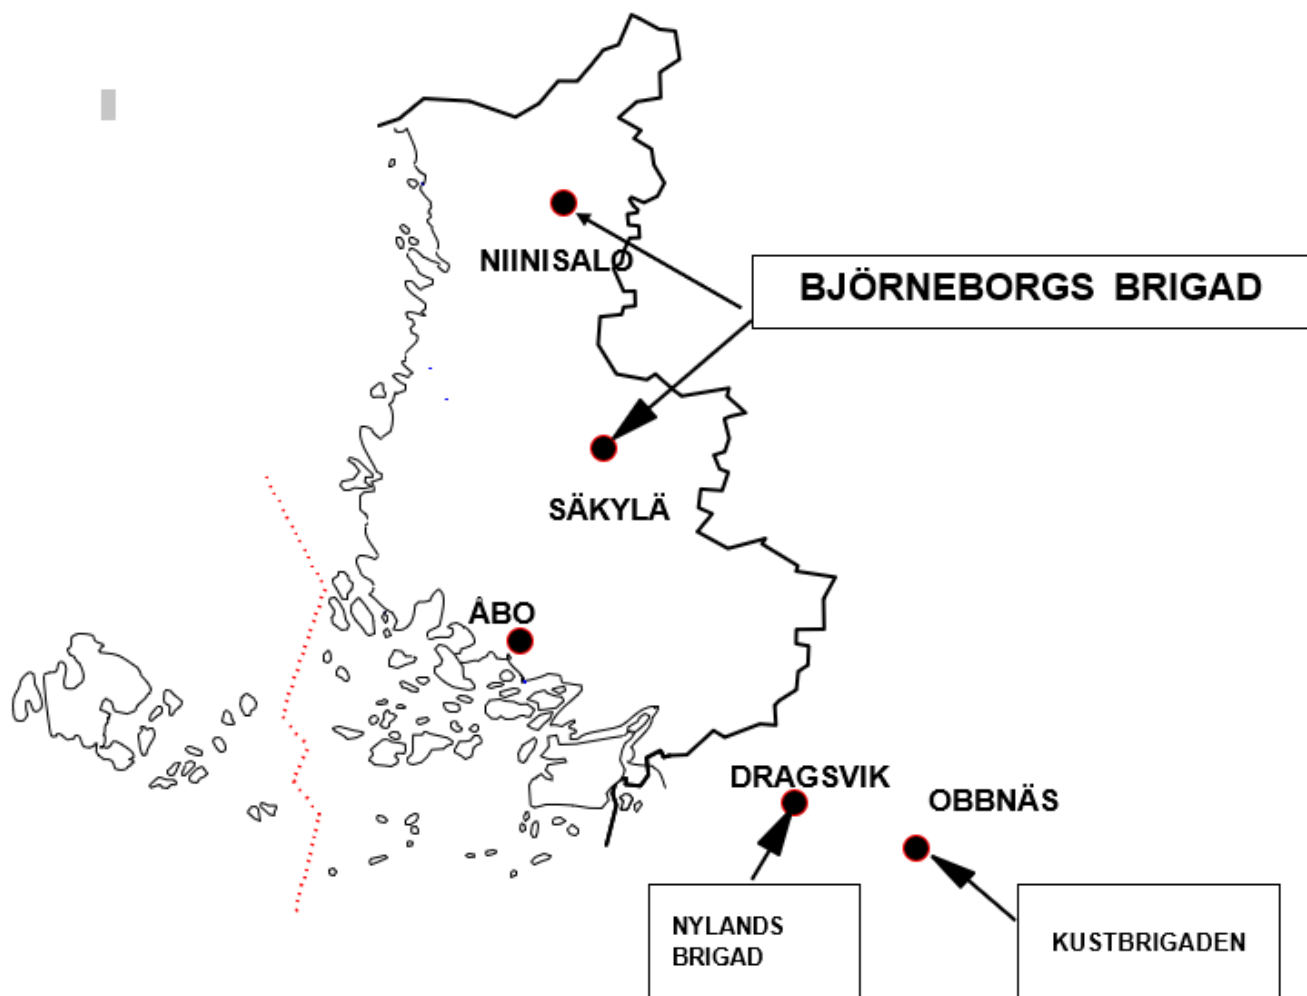 NIINISALO
BJÖRNEBORGS BRIGAD
SÄKYLÄ
ÅBO
DRAGSVIK
OBBNÄS
NYLANDS
BRIGAD
KUSTBRIGADEN